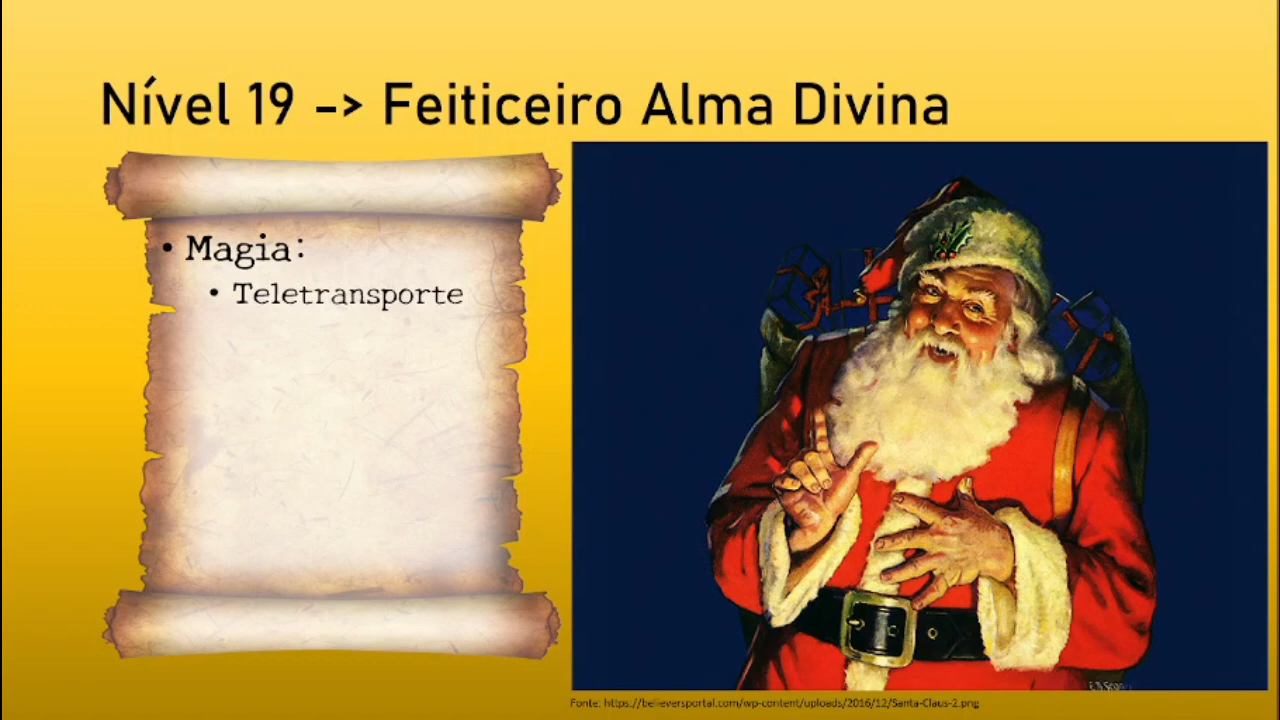 Nível 19 -> Feiticeiro Alma Divina
• Magia:
• Teletransporte
Fonte: https://believersportal.com/wp-content/uploads/2016/12/Santa-Claus-2.png